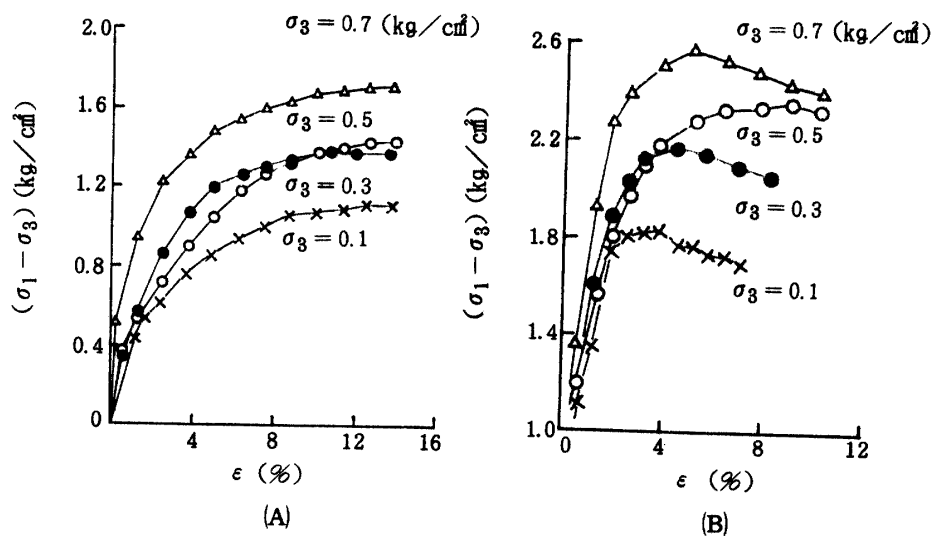 2.0
σ₃ = 0.7 (kg/cm²)
1.6
σ₃ = 0.5
1.2
σ₃ = 0.3
σ₃ = 0.1
0.8
0.4
0
(σ₁ − σ₃) (kg/cm²)
0 4 8 12 16
ε (%)
(A)
σ₃ = 0.7 (kg/cm²)
2.6
2.2
σ₃ = 0.5
σ₃ = 0.3
1.8
σ₃ = 0.1
1.4
1.0
(σ₁ − σ₃) (kg/cm²)
0 4 8 12
ε (%)
(B)